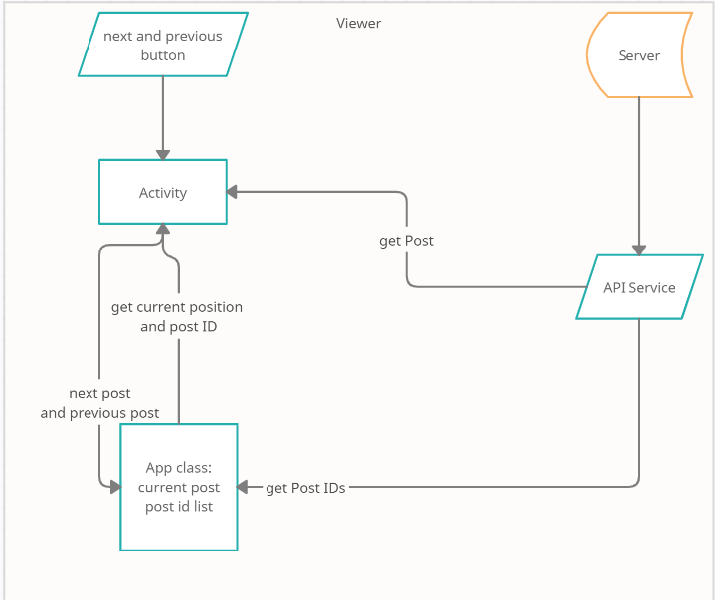 Viewer
next and previous
button
Server
Activity
get Post
API Service
get current position
and post ID
next post
and previous post
App class:
current post
post id list
get Post IDs